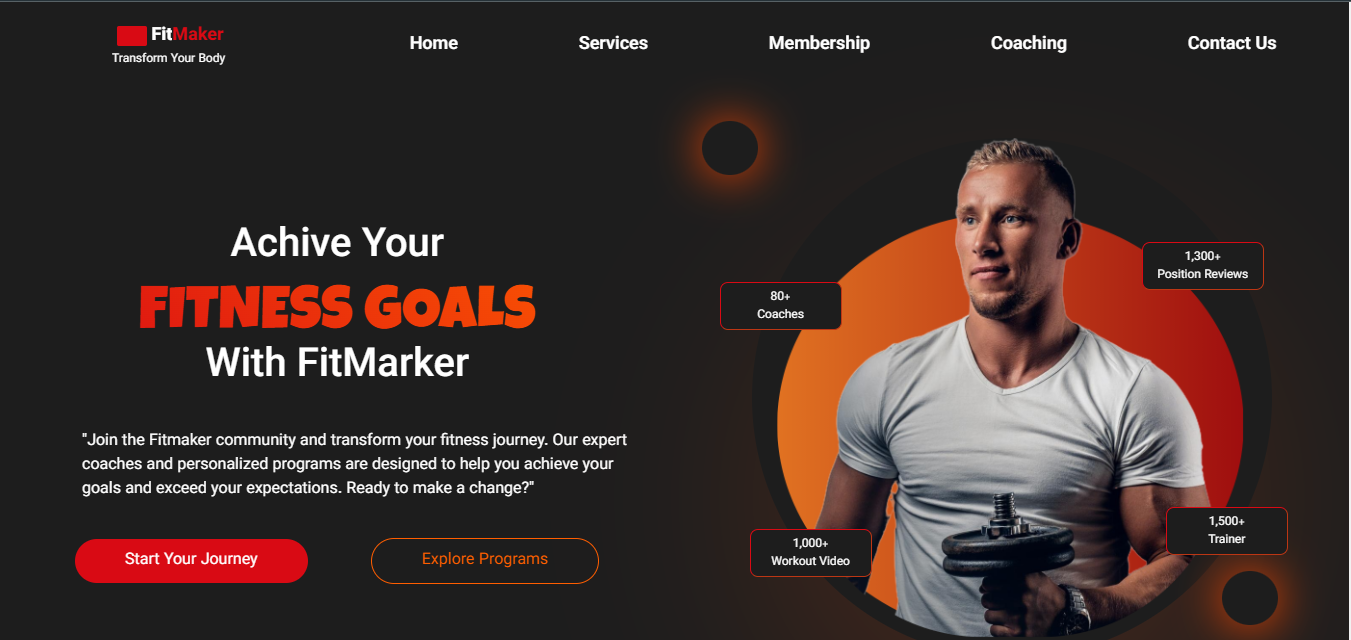 FitMaker
Transform Your Body
Home
Services
Membership
Coaching
Contact Us
Achive Your
FITNESS GOALS
With FitMarker
"Join the Fitmaker community and transform your fitness journey. Our expert
coaches and personalized programs are designed to help you achieve your
goals and exceed your expectations. Ready to make a change?"
Start Your Journey
Explore Programs
80+
Coaches
1,300+
Position Reviews
1,000+
Workout Video
1,500+
Trainer